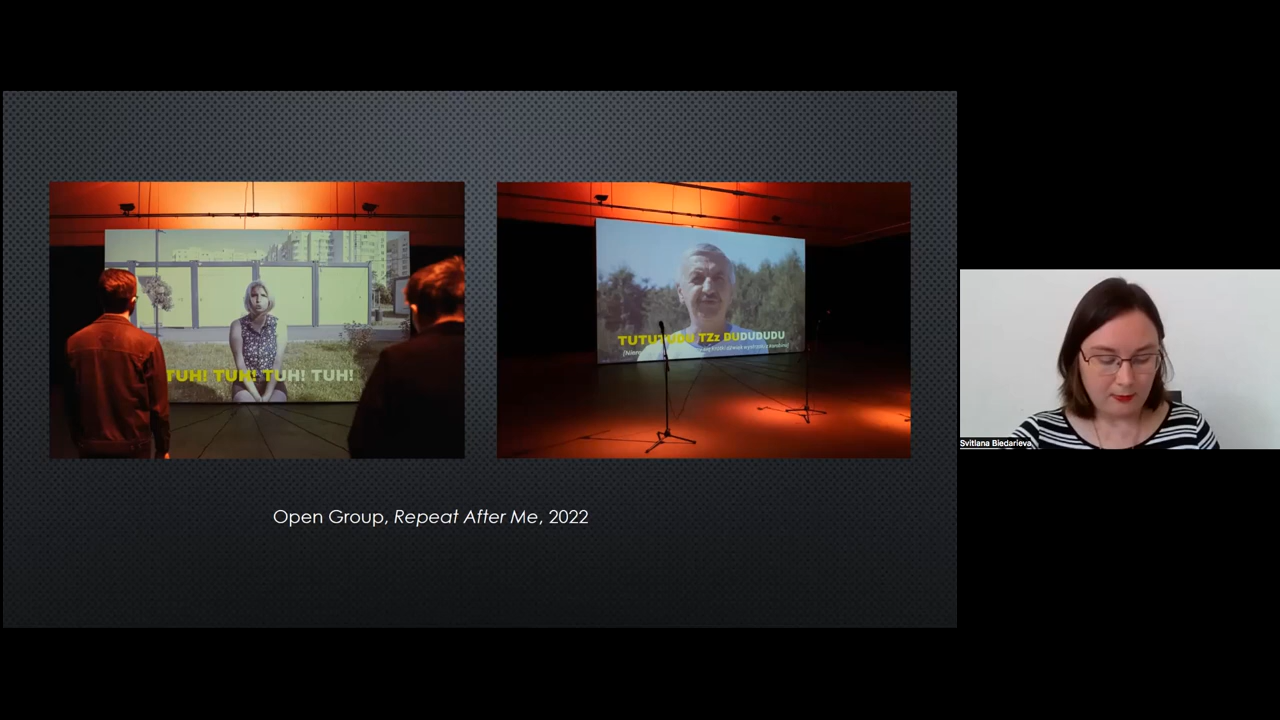 TUH! TUH! TUH! TUH!
TUTUTUDU TZz DUDUDUDU
Open Group, Repeat After Me, 2022
Svitlana Biedarieva